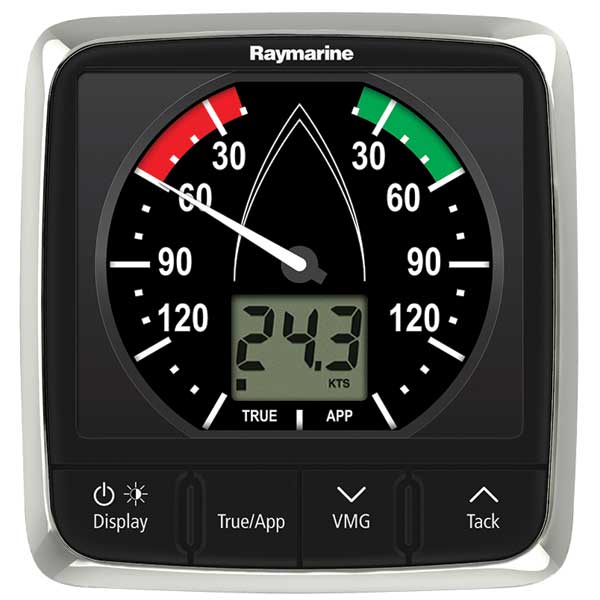 Raymarine
30 30
60 60
90 90
120 120
24.3
KTS
TRUE APP
Display True/App VMG Tack